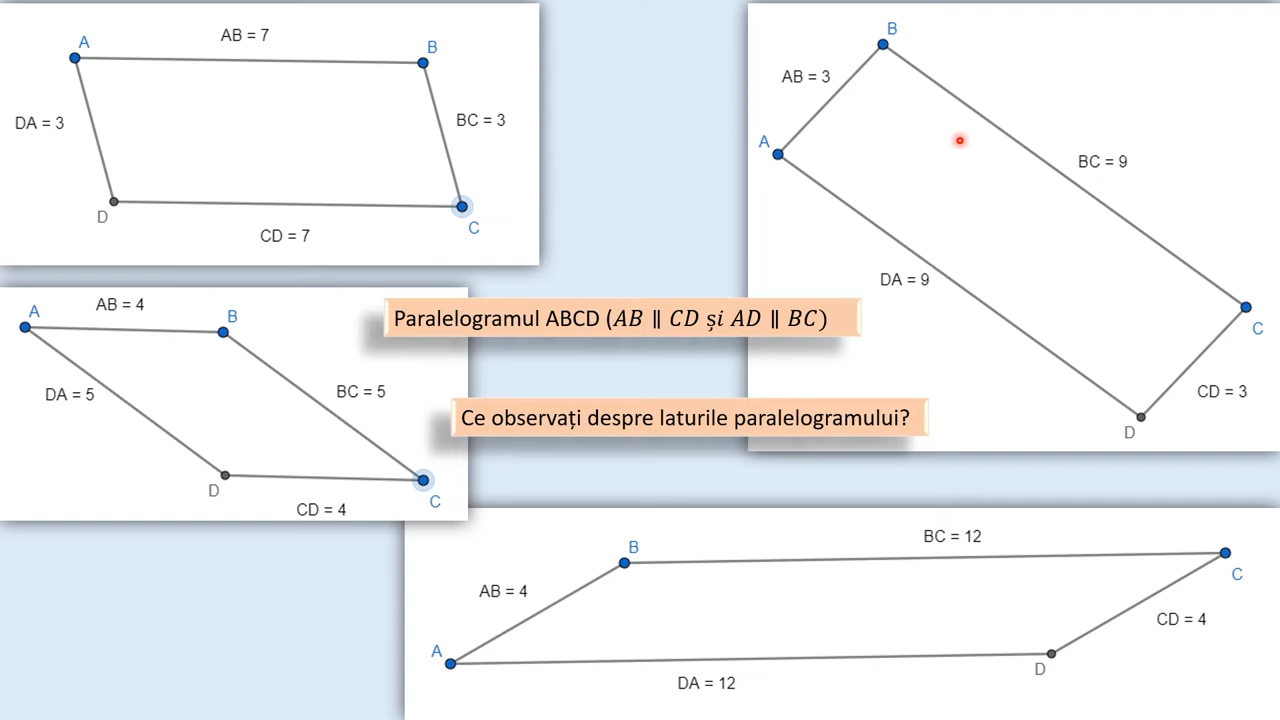 AB = 7
A
B
DA = 3
BC = 3
D
C
CD = 7
B
AB = 3
A
BC = 9
DA = 9
C
CD = 3
D
AB = 4
A
B
DA = 5
BC = 5
D
C
CD = 4
Paralelogramul ABCD (AB ∥ CD și AD ∥ BC)
Ce observați despre laturile paralelogramului?
BC = 12
B
C
AB = 4
CD = 4
A
D
DA = 12